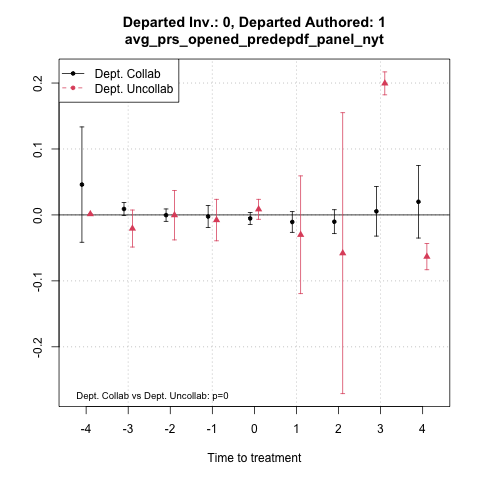 Departed Inv.: 0, Departed Authored: 1
avg_prs_opened_predepdf_panel_nyt
Dept. Collab
Dept. Uncollab
0.2
0.1
0.0
-0.1
-0.2
Dept. Collab vs Dept. Uncollab: p=0
-4 -3 -2 -1 0 1 2 3 4
Time to treatment